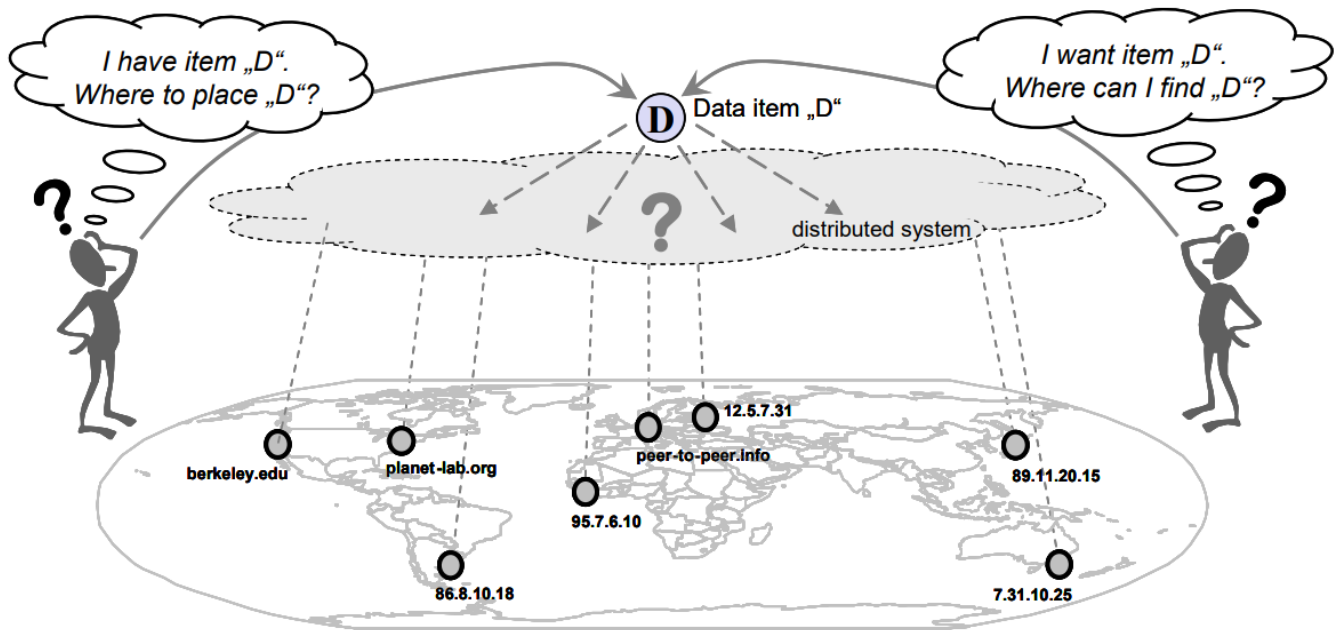 I have item „D“.
Where to place „D“?
I want item „D“.
Where can I find „D“?
D
Data item „D“
?
?
?
distributed system
12.5.7.31
berkeley.edu
planet-lab.org
peer-to-peer.info
89.11.20.15
95.7.6.10
86.8.10.18
7.31.10.25